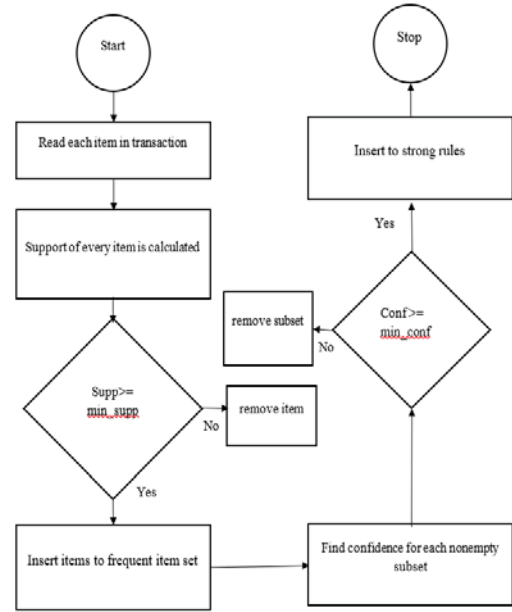 Start
Read each item in transaction
Support of every item is calculated
Supp>=
min_supp
No
remove item
Yes
Insert items to frequent item set
Find confidence for each nonempty
subset
Conf>=
min_conf
No
remove subset
Yes
Insert to strong rules
Stop